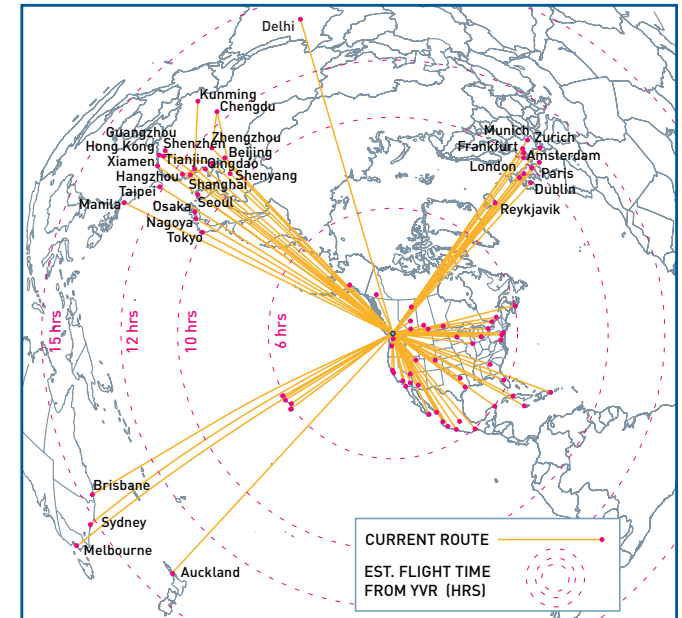 Delhi
Kunming
Chengdu
Guangzhou
Hong Kong
Shenzhen
Zhengzhou
Xiamen
Tianjing
Beijing
Qingdao
Hangzhou
Shanghai
Shenyang
Taipei
Seoul
Manila
Osaka
Nagoya
Tokyo
Munich
Zurich
Frankfurt
Amsterdam
London
Paris
Dublin
Reykjavik
15 hrs
12 hrs
10 hrs
6 hrs
Brisbane
Sydney
Melbourne
Auckland
CURRENT ROUTE
EST. FLIGHT TIME
FROM YVR (HRS)